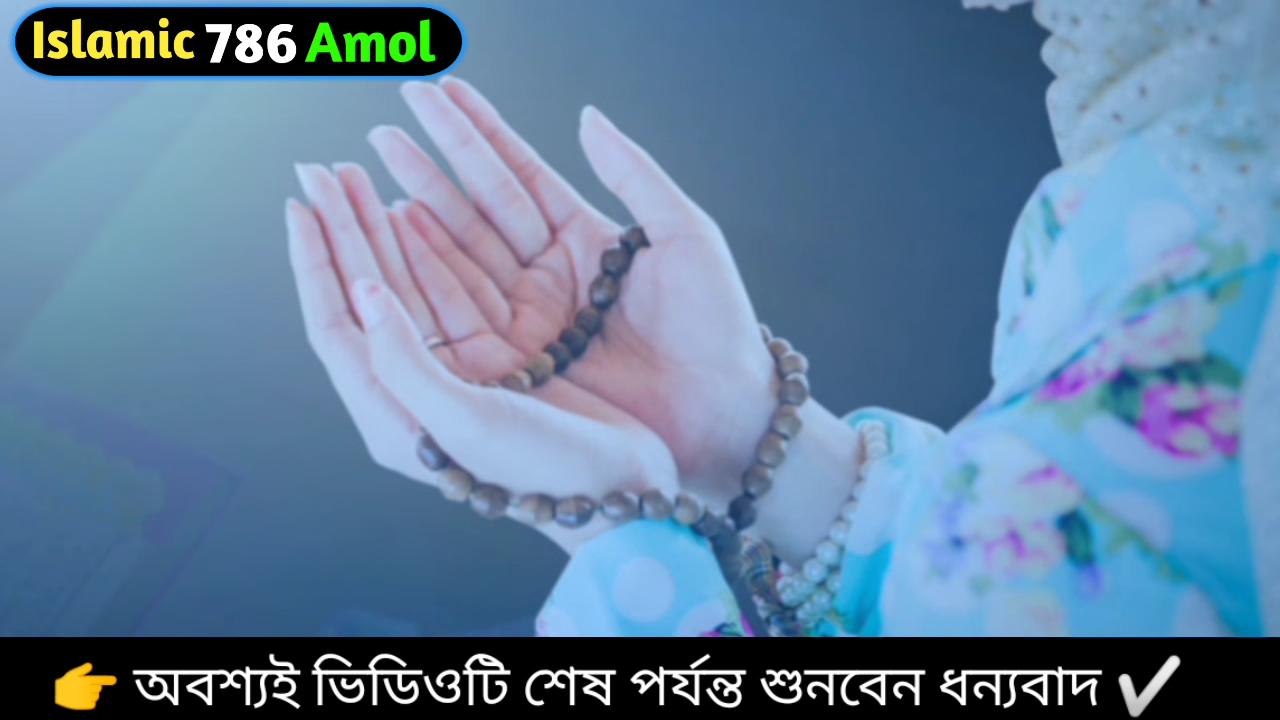 Islamic 786 Amol
👉 অবশ্যই ভিডিওটি শেষ পর্যন্ত শুনবেন ধন্যবাদ ✔